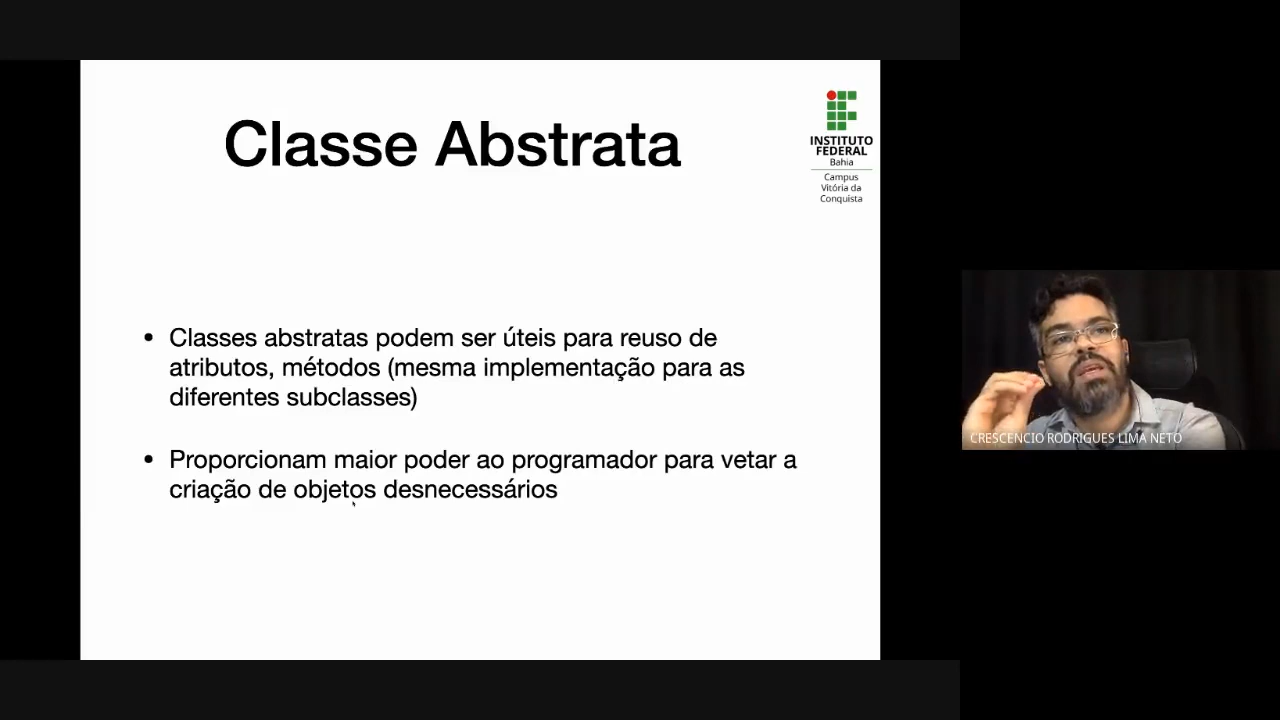 Classe Abstrata
INSTITUTO
FEDERAL
Bahia
Campus
Vitória da
Conquista
• Classes abstratas podem ser úteis para reuso de
atributos, métodos (mesma implementação para as
diferentes subclasses)
• Proporcionam maior poder ao programador para vetar a
criação de objetos desnecessários
CRESCENCIO RODRIGUES LIMA NETO